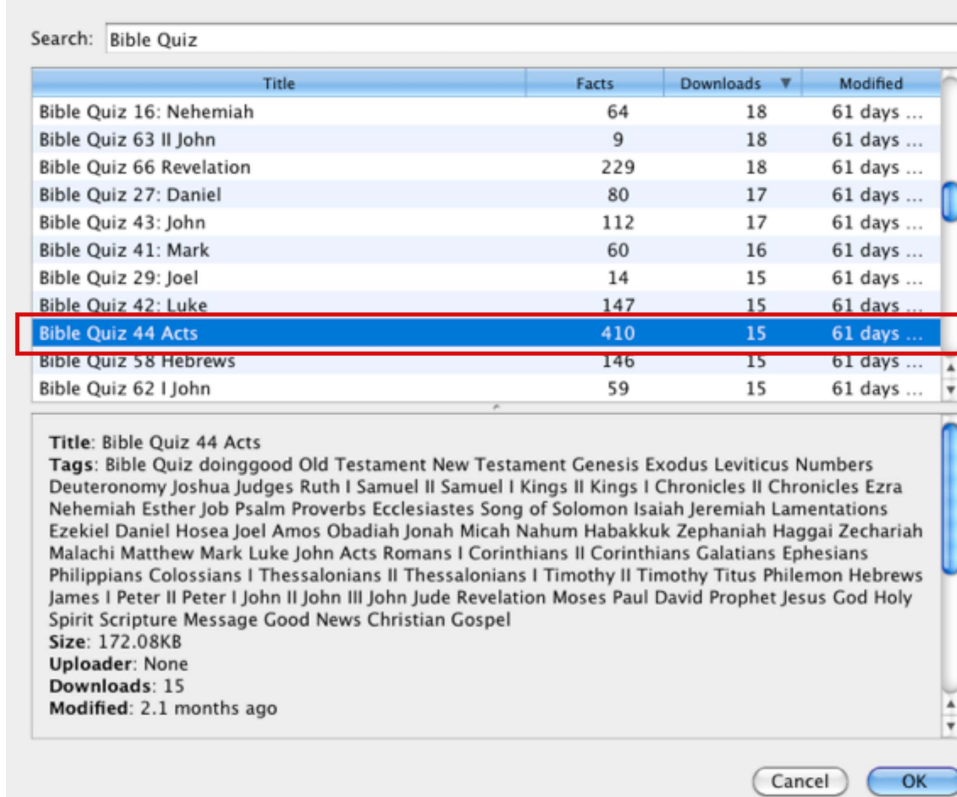 Search: Bible Quiz
Title Facts Downloads ▼ Modified
Bible Quiz 16: Nehemiah 64 18 61 days ...
Bible Quiz 63 II John 9 18 61 days ...
Bible Quiz 66 Revelation 229 18 61 days ...
Bible Quiz 27: Daniel 80 17 61 days ...
Bible Quiz 43: John 112 17 61 days ...
Bible Quiz 41: Mark 60 16 61 days ...
Bible Quiz 29: Joel 14 15 61 days ...
Bible Quiz 42: Luke 147 15 61 days ...
Bible Quiz 44 Acts 410 15 61 days ...
Bible Quiz 58 Hebrews 146 15 61 days ...
Bible Quiz 62 I John 59 15 61 days ...
Title: Bible Quiz 44 Acts
Tags: Bible Quiz doinggood Old Testament New Testament Genesis Exodus Leviticus Numbers
Deuteronomy Joshua Judges Ruth I Samuel II Samuel I Kings II Kings I Chronicles II Chronicles Ezra
Nehemiah Esther Job Psalm Proverbs Ecclesiastes Song of Solomon Isaiah Jeremiah Lamentations
Ezekiel Daniel Hosea Joel Amos Obadiah Jonah Micah Nahum Habakkuk Zephaniah Haggai Zechariah
Malachi Matthew Mark Luke John Acts Romans I Corinthians II Corinthians Galatians Ephesians
Philippians Colossians I Thessalonians II Thessalonians I Timothy II Timothy Titus Philemon Hebrews
James I Peter II Peter I John II John III John Jude Revelation Moses Paul David Prophet Jesus God Holy
Spirit Scripture Message Good News Christian Gospel
Size: 172.08KB
Uploader: None
Downloads: 15
Modified: 2.1 months ago
Cancel OK